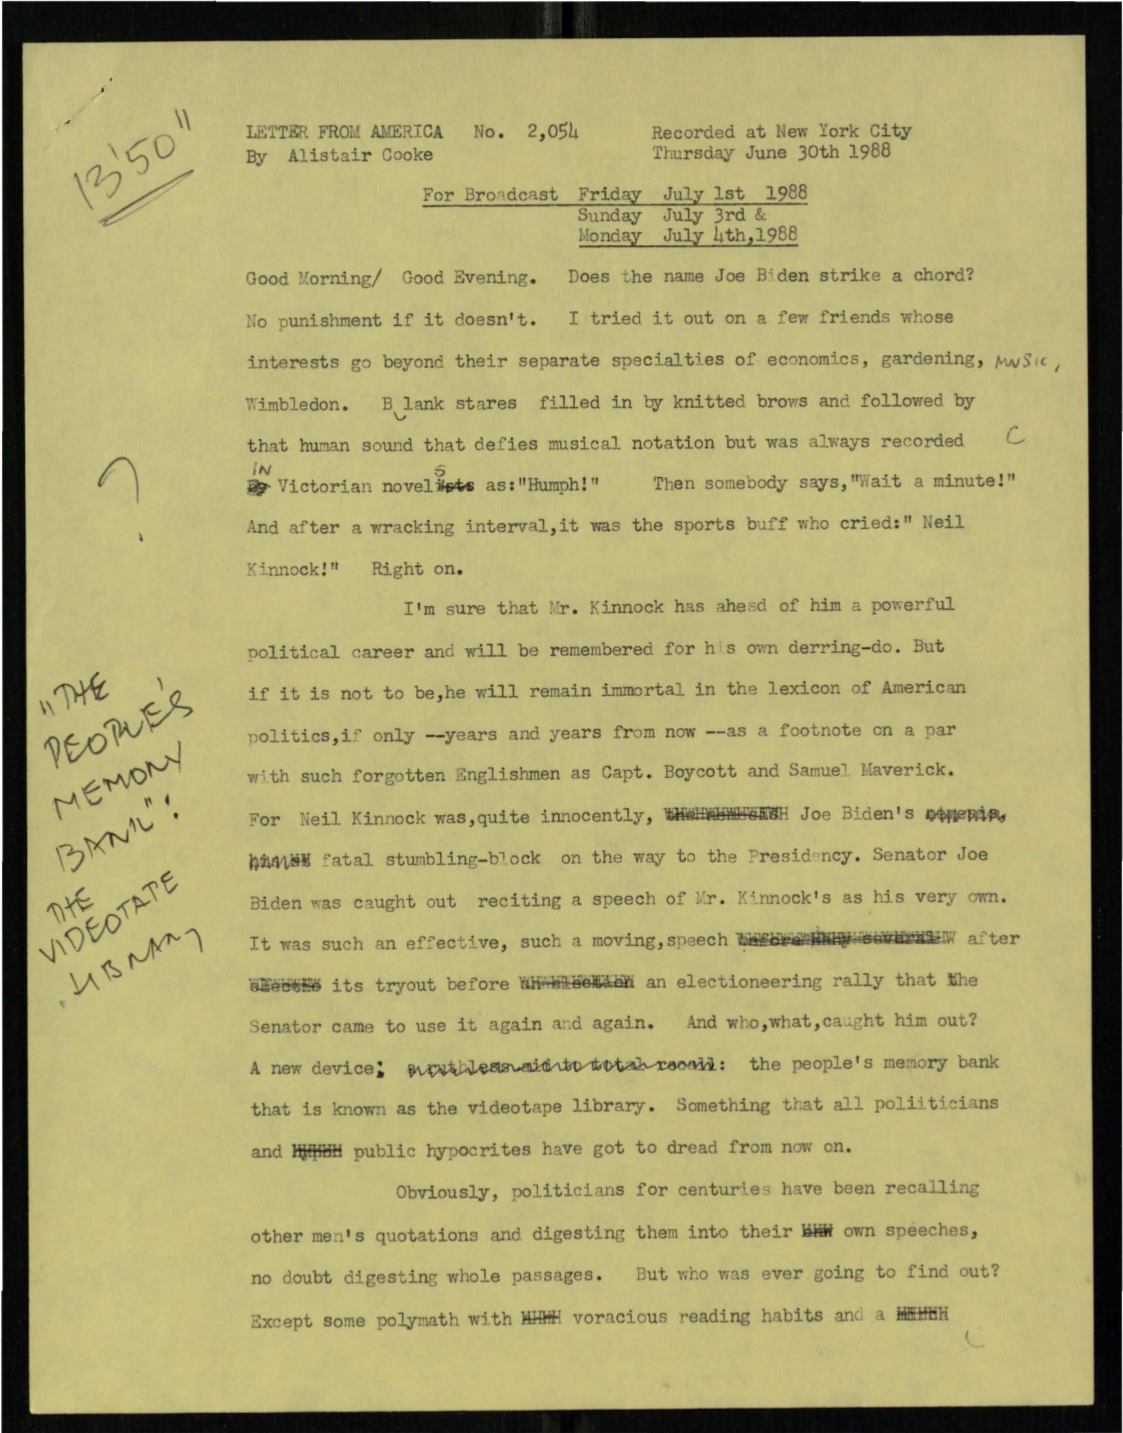 13'50"
LETTER FROM AMERICA No. 2,054 Recorded at New York City
By Alistair Cooke Thursday June 30th 1988
For Broadcast Friday July 1st 1988
Sunday July 3rd &
Monday July 4th,1988
Good Morning/ Good Evening. Does the name Joe Biden strike a chord?
No punishment if it doesn't. I tried it out on a few friends whose
interests go beyond their separate specialties of economics, gardening, MUSIC,
Wimbledon. B lank stares filled in by knitted brows and followed by
that human sound that defies musical notation but was always recorded
IN Victorian novelS as:"Humph!" Then somebody says,"Wait a minute!"
And after a wracking interval,it was the sports buff who cried:" Neil
Kinnock!" Right on.
?
I'm sure that Mr. Kinnock has ahead of him a powerful
political career and will be remembered for his own derring-do. But
if it is not to be,he will remain immortal in the lexicon of American
politics,if only --years and years from now --as a footnote on a par
with such forgotten Englishmen as Capt. Boycott and Samuel Maverick.
For Neil Kinnock was,quite innocently, Joe Biden's nemesis,
fatal stumbling-block on the way to the Presidency. Senator Joe
Biden was caught out reciting a speech of Mr. Kinnock's as his very own.
It was such an effective, such a moving,speech before after
its tryout before an electioneering rally that the
Senator came to use it again and again. And who,what,caught him out?
A new device; a ruthless aid to total recall: the people's memory bank
that is known as the videotape library. Something that all poliiticians
and public hypocrites have got to dread from now on.
"THE
PEOPLE'S
MEMORY
BANK"!
THE
VIDEOTAPE
LIBRARY
Obviously, politicians for centuries have been recalling
other men's quotations and digesting them into their own speeches,
no doubt digesting whole passages. But who was ever going to find out?
Except some polymath with voracious reading habits and a